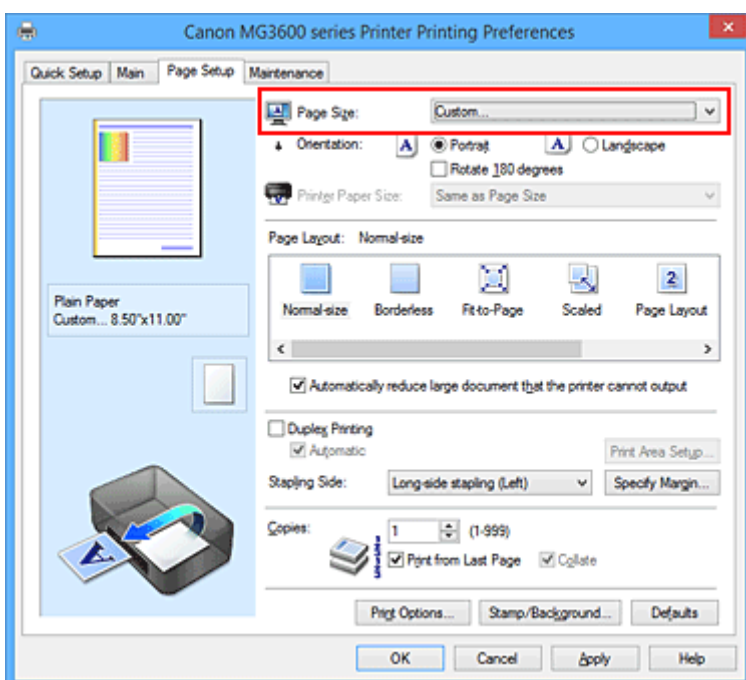 Canon MG3600 series Printer Printing Preferences
Quick Setup Main Page Setup Maintenance
Page Size: Custom...
Orientation: A Portrait A Landscape
Rotate 180 degrees
Printer Paper Size: Same as Page Size
Page Layout: Normal-size
2
Normal-size Borderless Fit-to-Page Scaled Page Layout
Plain Paper
Custom... 8.50"x11.00"
Automatically reduce large document that the printer cannot output
Duplex Printing
Automatic
Print Area Setup...
Stapling Side: Long-side stapling (Left) Specify Margin...
Copies: 1 (1-999)
Print from Last Page Collate
A
Print Options... Stamp/Background... Defaults
OK Cancel Apply Help